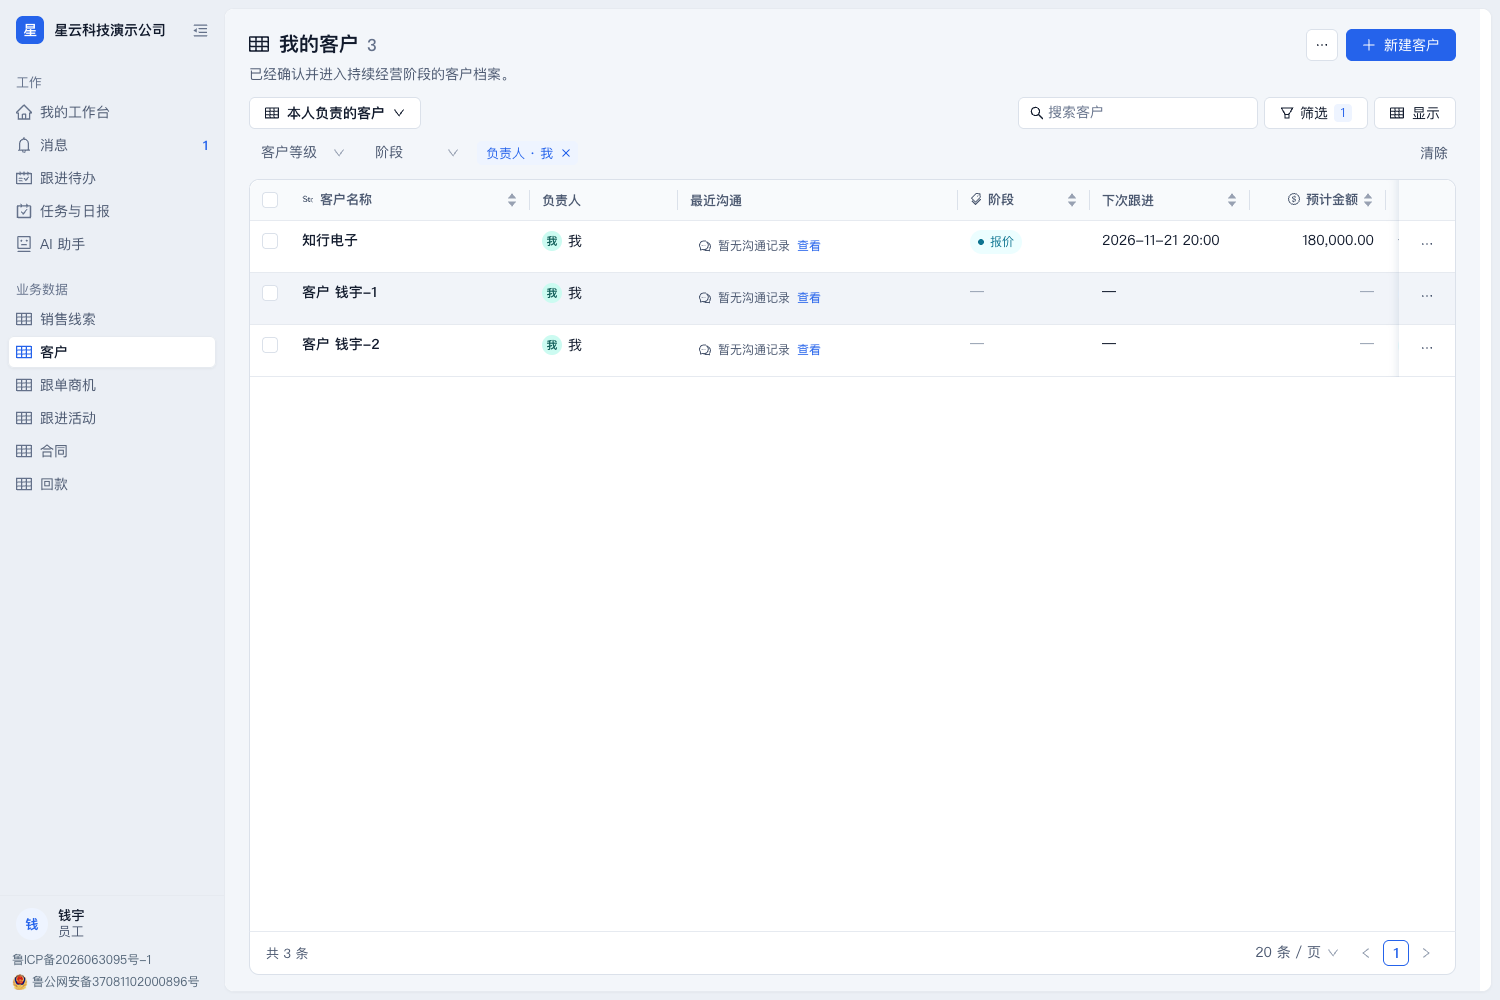 星 星云科技演示公司
工作
我的工作台
消息 1
跟进待办
任务与日报
AI 助手
业务数据
销售线索
客户
跟单商机
跟进活动
合同
回款
钱 钱宇
员工
鲁ICP备2026063095号-1
鲁公网安备37081102000896号
我的客户 3
··· 新建客户
已经确认并进入持续经营阶段的客户档案。
本人负责的客户 搜索客户 筛选 1 显示
客户等级 阶段 负责人 · 我 × 清除
Str 客户名称 负责人 最近沟通 阶段 下次跟进 预计金额
知行电子 我 我 暂无沟通记录 查看 报价 2026-11-21 20:00 180,000.00 ···
客户 钱宇-1 我 我 暂无沟通记录 查看 — — — ···
客户 钱宇-2 我 我 暂无沟通记录 查看 — — — ···
共 3 条 20 条 / 页 < 1 >